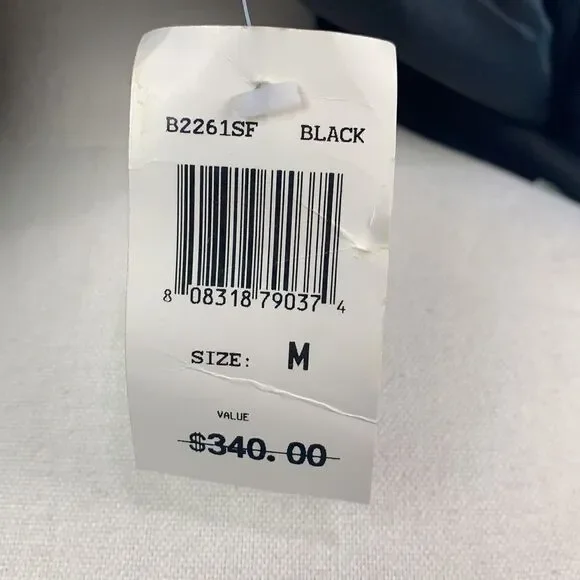 B2261SF BLACK
8 08318 79037 4
SIZE: M
VALUE
$340.00